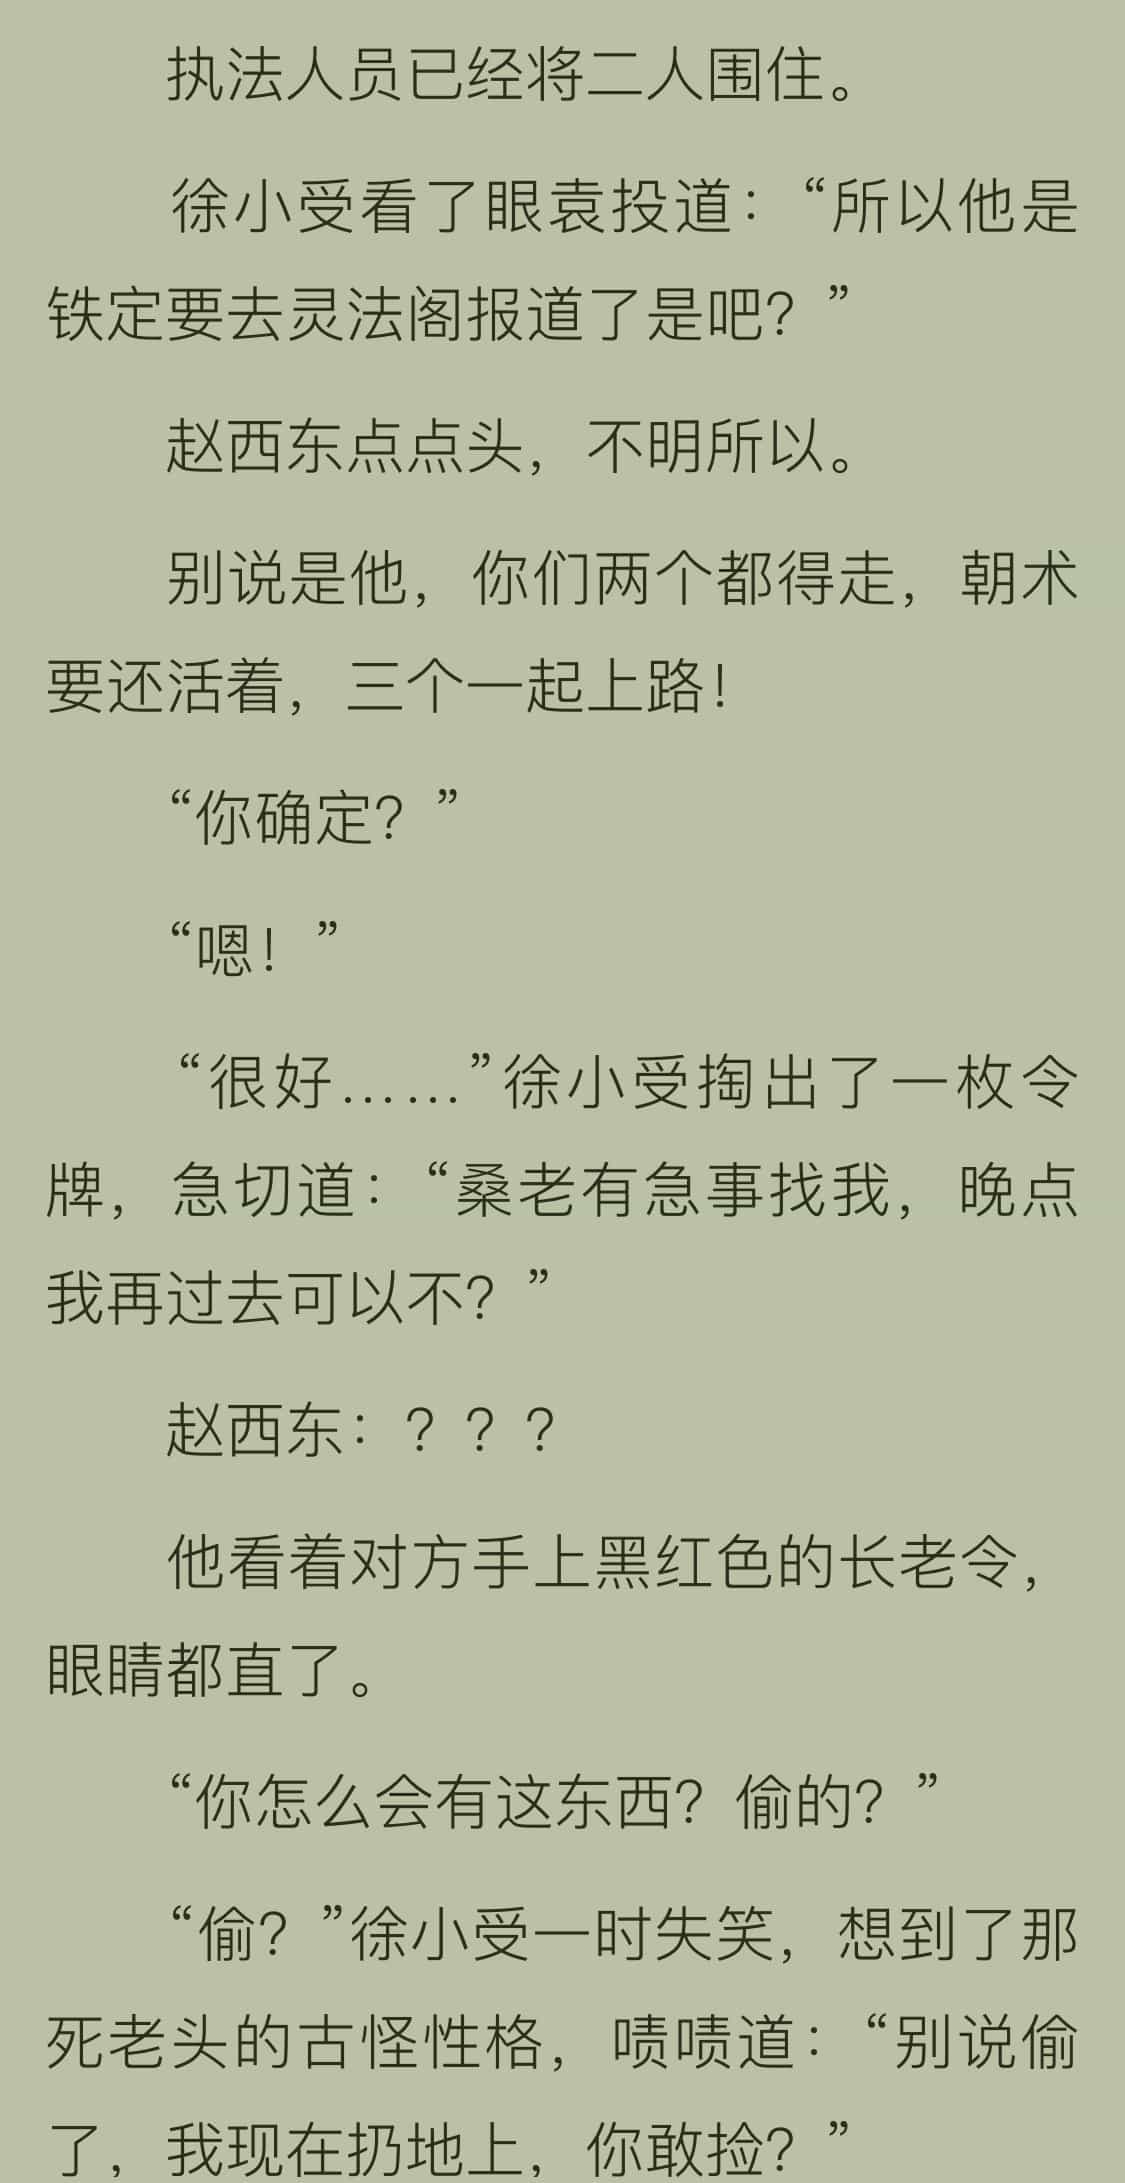 执法人员已经将二人围住。
徐小受看了眼袁投道：“所以他是
铁定要去灵法阁报道了是吧？”
赵西东点点头，不明所以。
别说是他，你们两个都得走，朝术
要还活着，三个一起上路！
“你确定？”
“嗯！”
“很好……”徐小受掏出了一枚令
牌，急切道：“桑老有急事找我，晚点
我再过去可以不？”
赵西东：？？？
他看着对方手上黑红色的长老令，
眼睛都直了。
“你怎么会有这东西？偷的？”
“偷？”徐小受一时失笑，想到了那
死老头的古怪性格，啧啧道：“别说偷
了，我现在扔地上，你敢捡？”